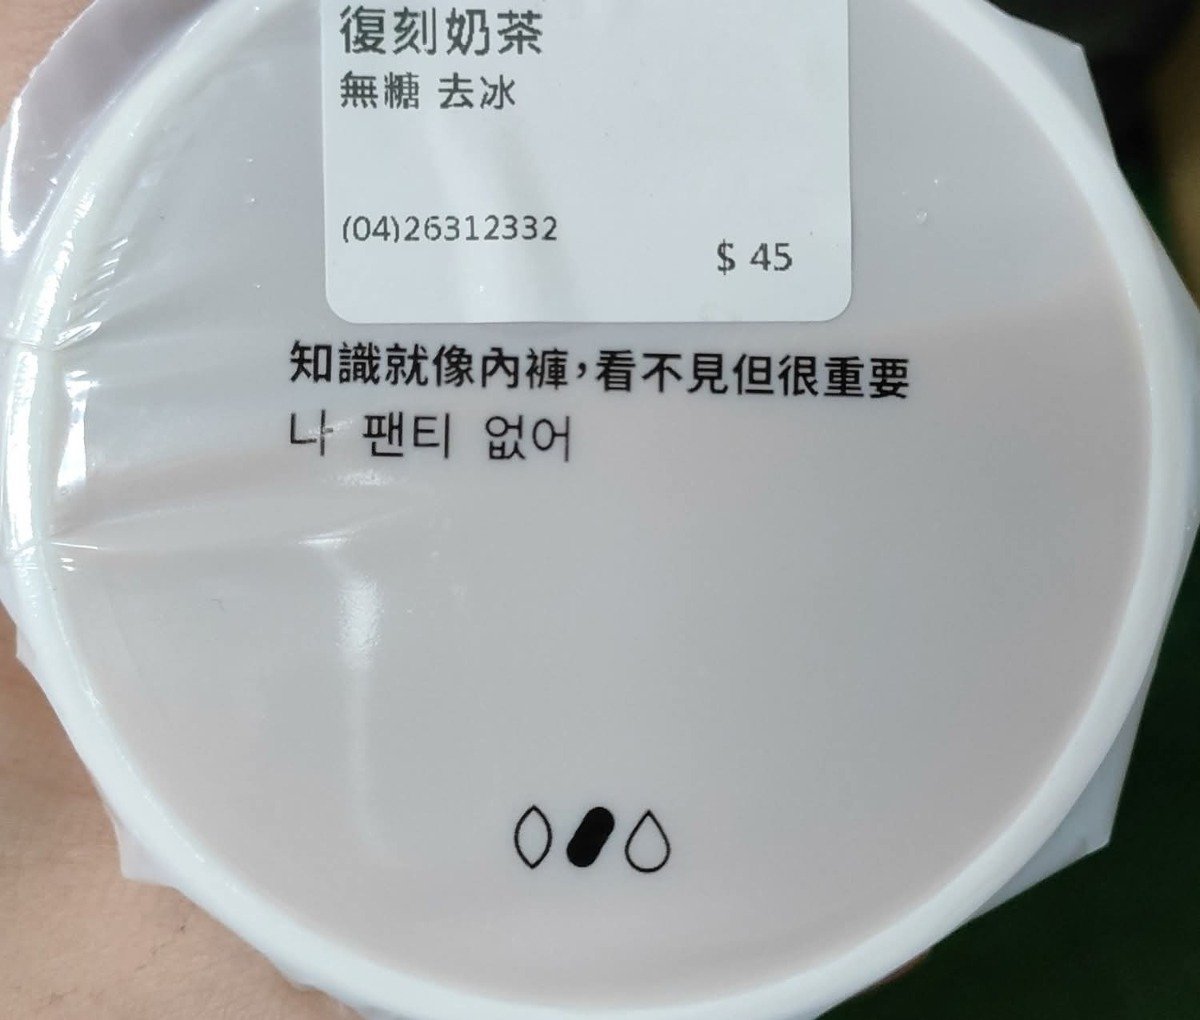 復刻奶茶
無糖 去冰
(04)26312332
$ 45
知識就像內褲，看不見但很重要
나 팬티 없어